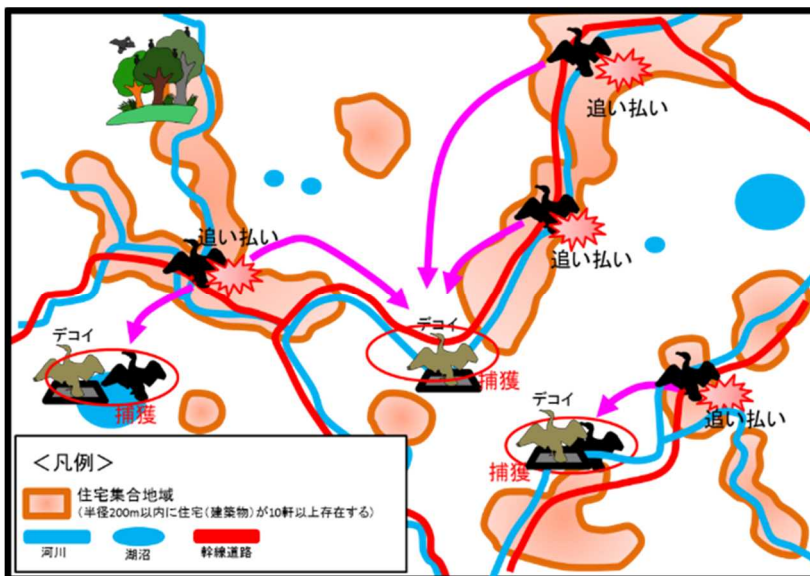 追い払い
追い払い
追い払い
デコイ
デコイ
捕獲
捕獲
追い払い
デコイ
捕獲
＜凡例＞
住宅集合地域
（半径200m以内に住宅（建築物）が10軒以上存在する）
河川 湖沼 幹線道路